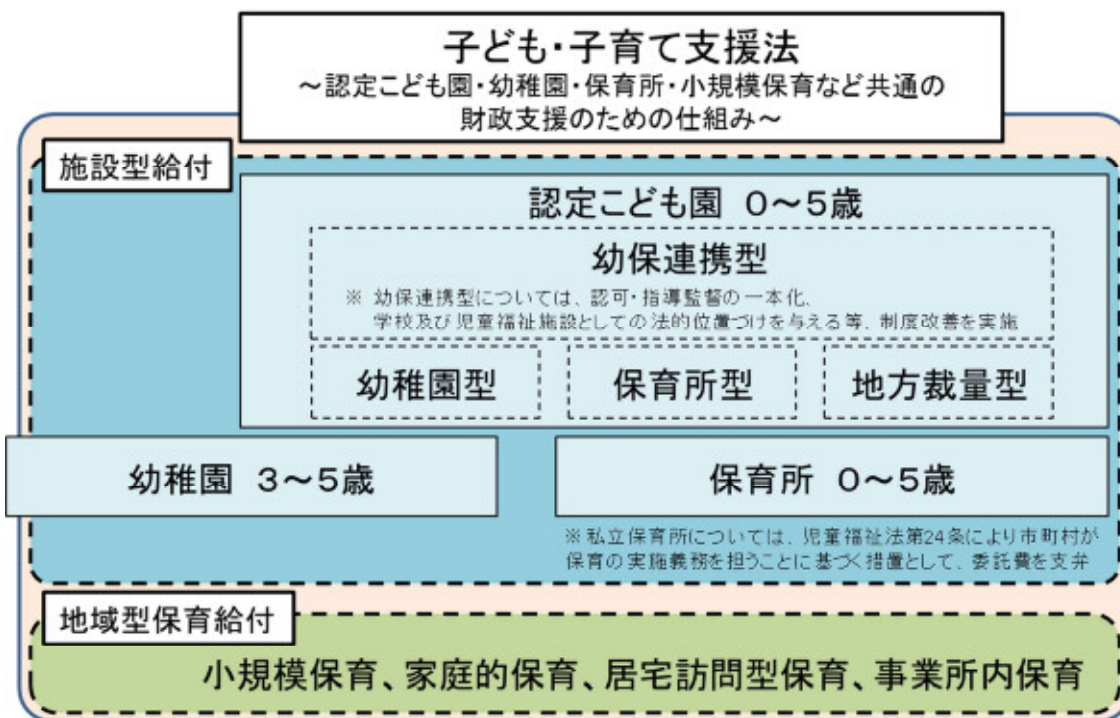 子ども・子育て支援法
～認定こども園・幼稚園・保育所・小規模保育など共通の
財政支援のための仕組み～
施設型給付
認定こども園 ０～５歳
幼保連携型
※ 幼保連携型については、認可・指導監督の一本化、
学校及び児童福祉施設としての法的位置づけを与える等、制度改善を実施
幼稚園型
保育所型
地方裁量型
幼稚園 ３～５歳
保育所 ０～５歳
※私立保育所については、児童福祉法第24条により市町村が
保育の実施義務を担うことに基づく措置として、委託費を支弁
地域型保育給付
小規模保育、家庭的保育、居宅訪問型保育、事業所内保育